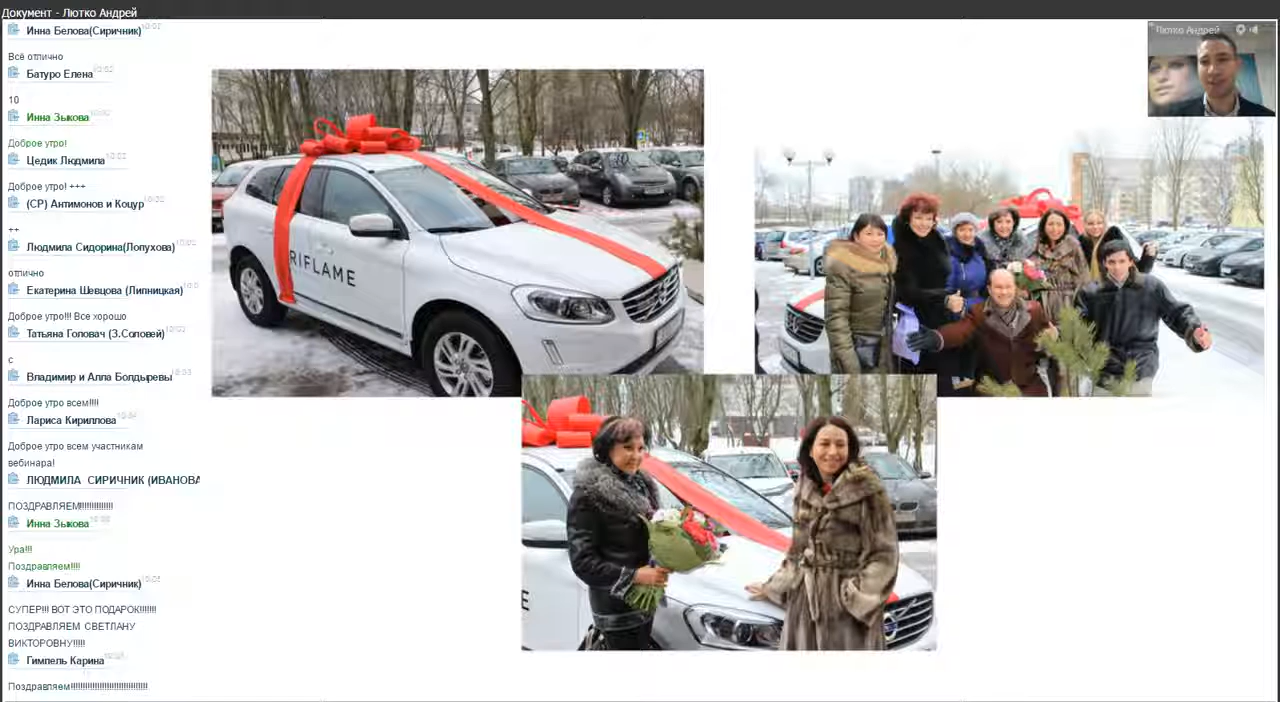 Документ - Лютко Андрей
Инна Белова(Сиричник)
Всё отлично
Батуро Елена
10
Инна Зыкова
Доброе утро!
Цедик Людмила
Доброе утро! +++
(СР) Антимонов и Коцур
++
Людмила Сидорина(Лопухова)
отлично
Екатерина Шевцова (Липницкая)
Доброе утро!!! Все хорошо
Татьяна Головач (З.Соловей)
с
Владимир и Алла Болдыревы
Доброе утро всем!!!!
Лариса Кириллова
Доброе утро всем участникам
вебинара!
ЛЮДМИЛА СИРИЧНИК (ИВАНОВА
ПОЗДРАВЛЯЕМ!!!!!!!!!!!!!!
Инна Зыкова
Ура!!!
Поздравляем!!!!
Инна Белова(Сиричник)
СУПЕР!!! ВОТ ЭТО ПОДАРОК!!!!!!!
ПОЗДРАВЛЯЕМ СВЕТЛАНУ
ВИКТОРОВНУ!!!!!
Гимпель Карина
Поздравляем!!!!!!!!!!!!!!!!!!!!!!!!!!!!!!!!
RIFLAME
E
Лютко Андрей